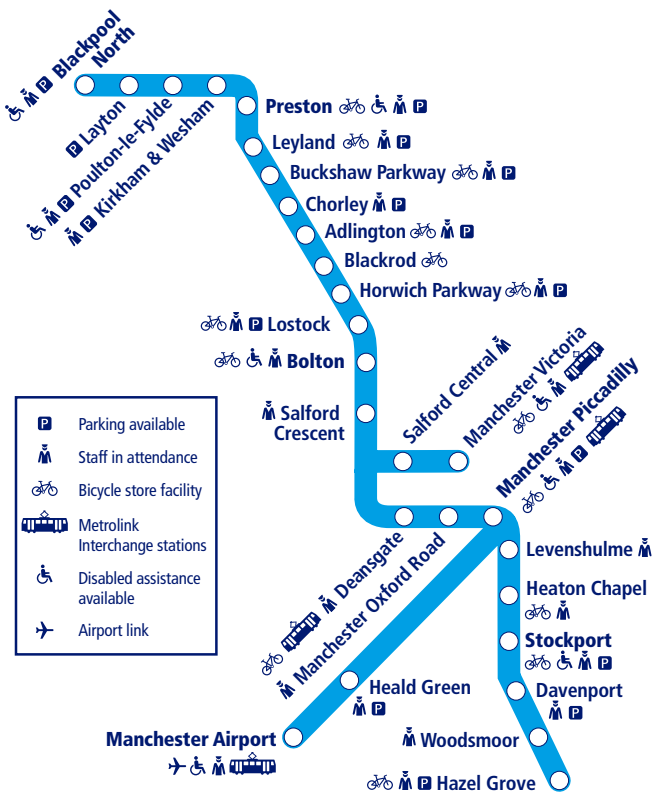 Blackpool
North
Layton
Poulton-le-Fylde
Kirkham & Wesham
Preston
Leyland
Buckshaw Parkway
Chorley
Adlington
Blackrod
Horwich Parkway
Lostock
Bolton
Salford
Crescent
Salford Central
Manchester Victoria
Manchester Piccadilly
Deansgate
Manchester Oxford Road
Levenshulme
Heaton Chapel
Stockport
Davenport
Woodsmoor
Hazel Grove
Heald Green
Manchester Airport
P Parking available
Staff in attendance
Bicycle store facility
Metrolink
Interchange stations
Disabled assistance
available
Airport link